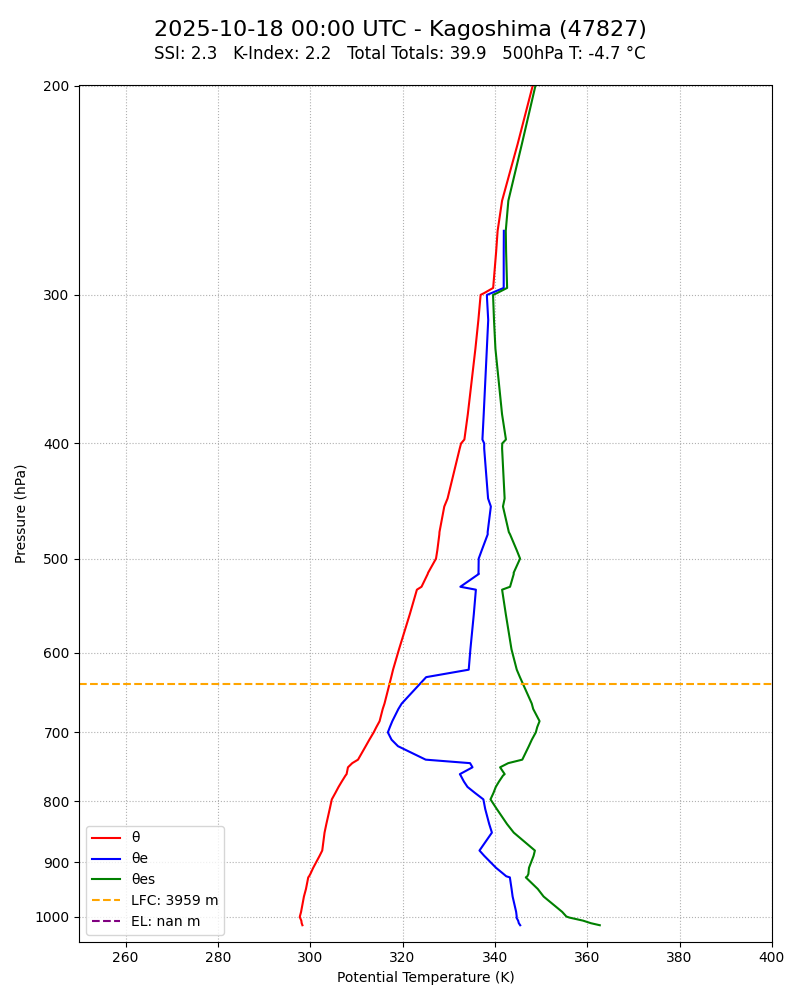 2025-10-18 00:00 UTC - Kagoshima (47827)
SSI: 2.3   K-Index: 2.2   Total Totals: 39.9   500hPa T: -4.7 °C
200
300
400
500
600
700
800
900
1000
Pressure (hPa)
θ
θe
θes
LFC: 3959 m
EL: nan m
260 280 300 320 340 360 380 400
Potential Temperature (K)